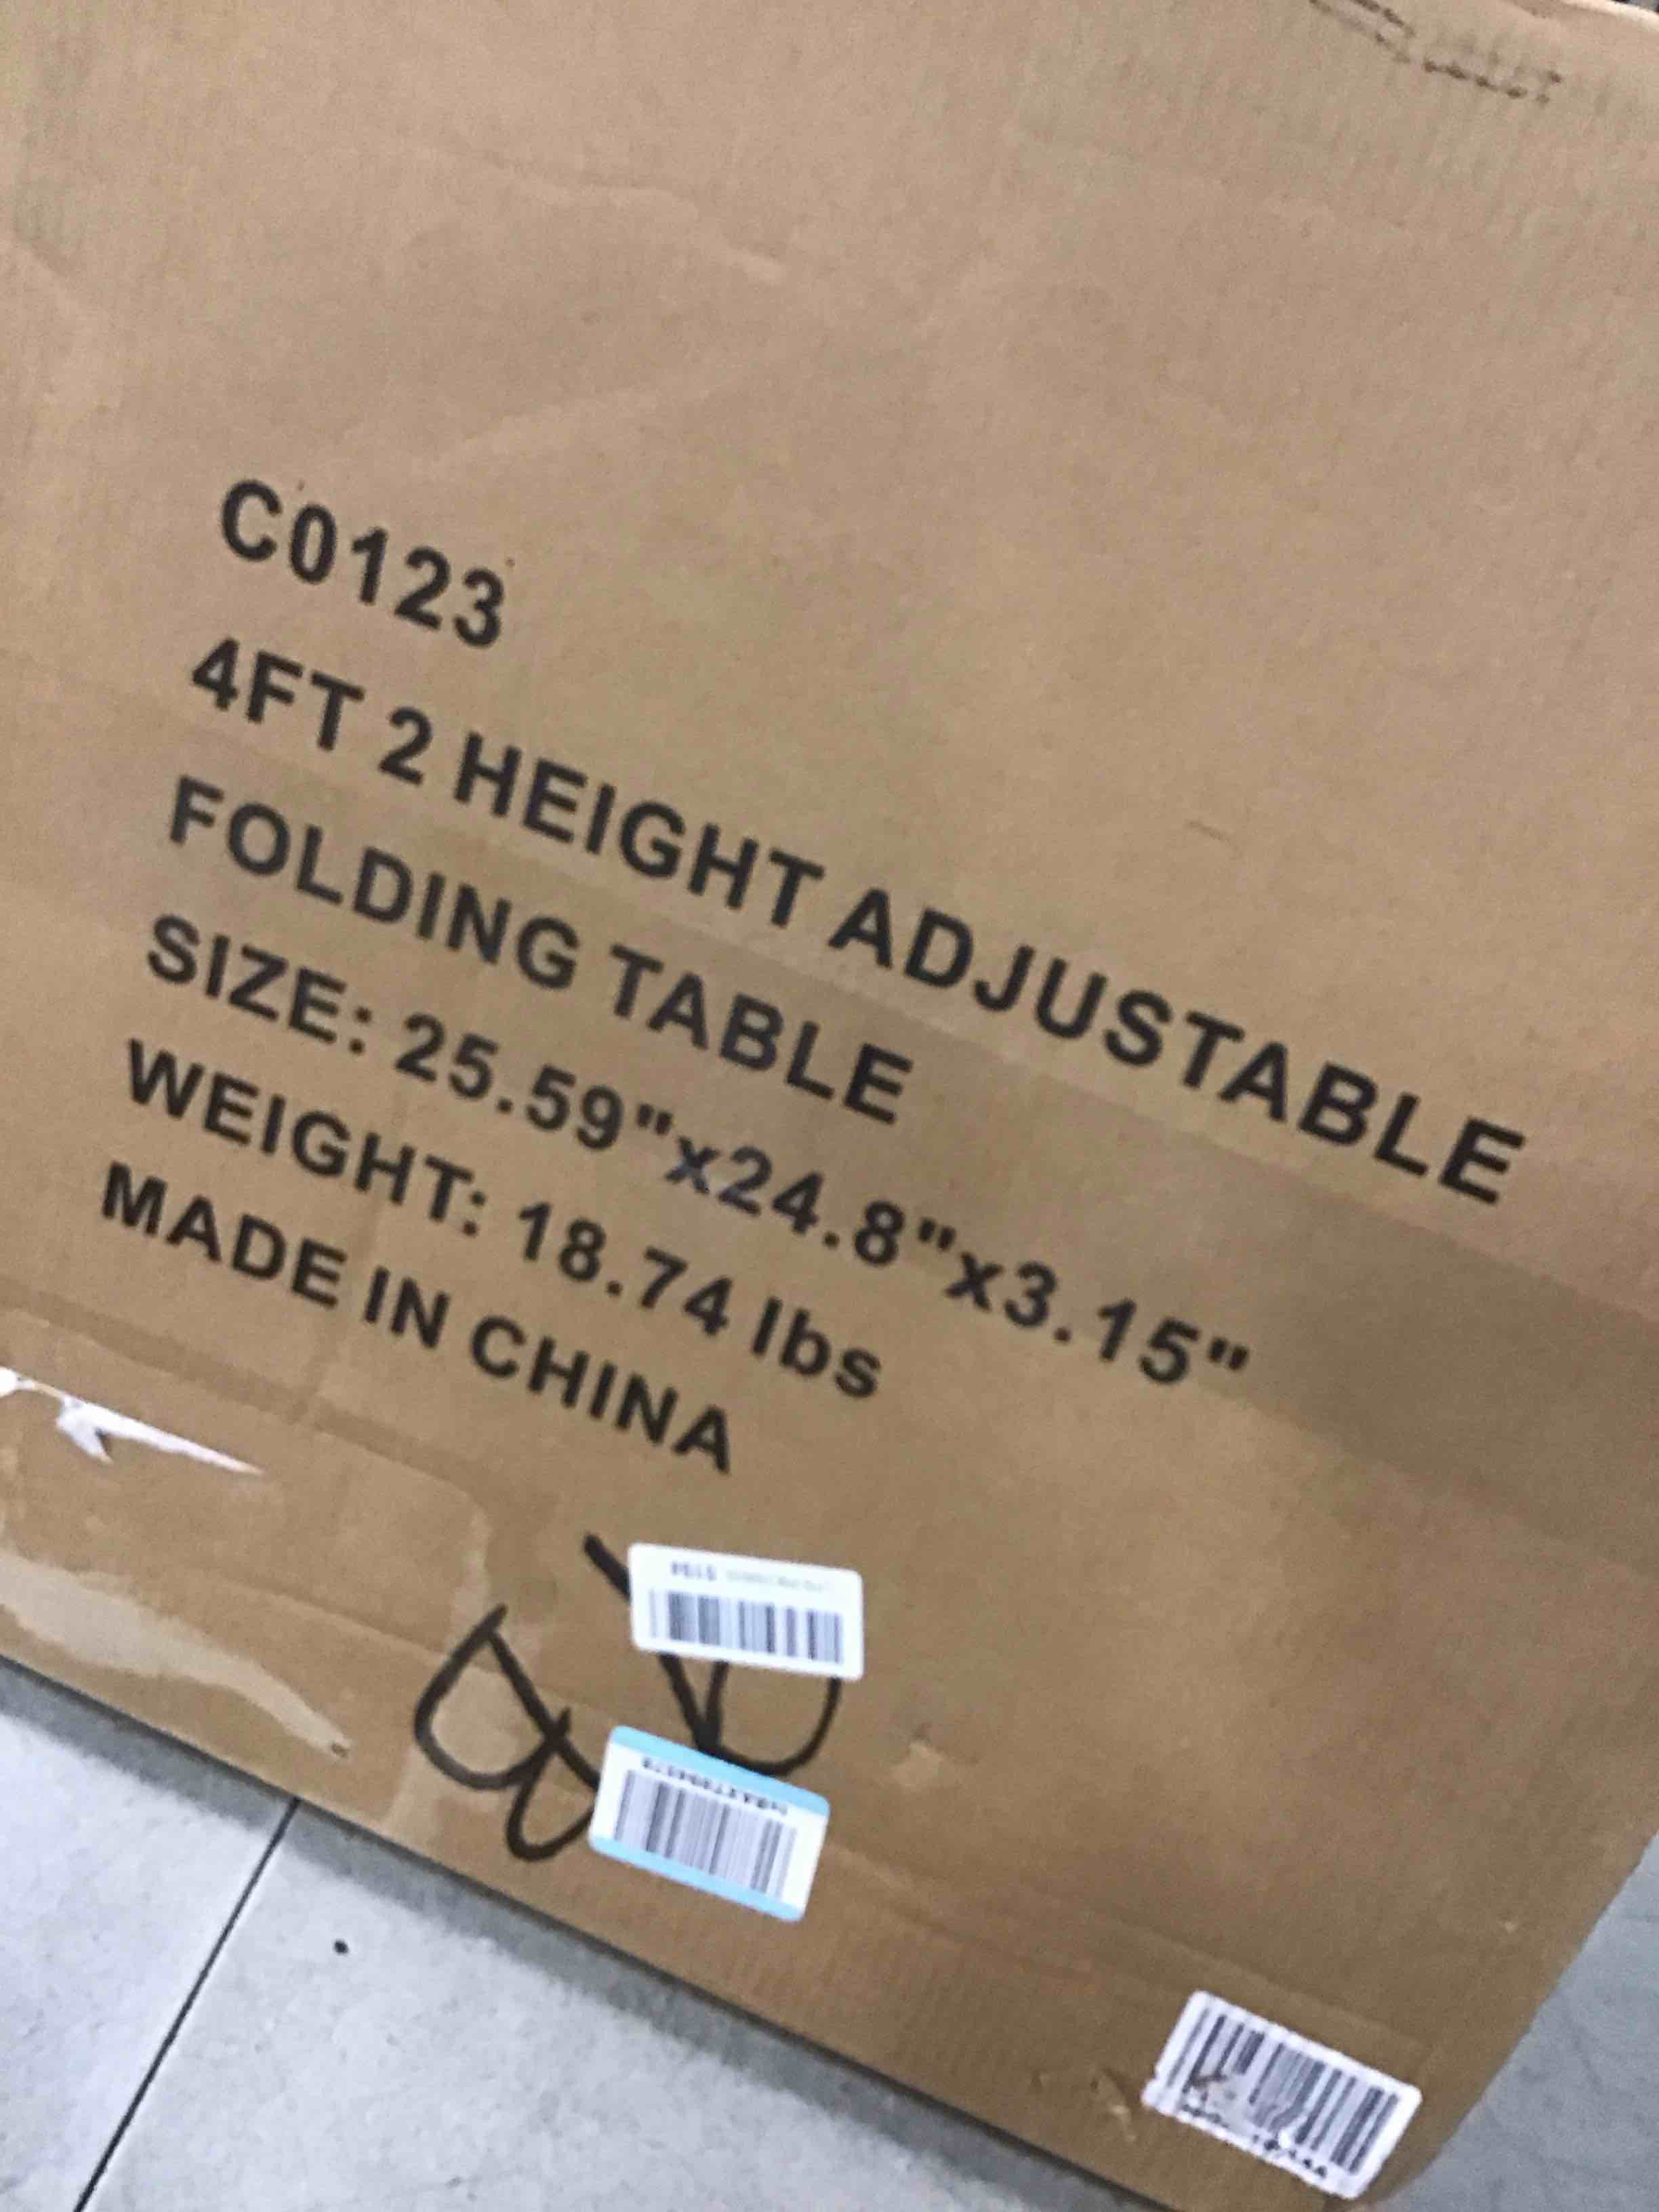 C0123
4FT 2 HEIGHT ADJUSTABLE
FOLDING TABLE
SIZE: 25.59"x24.8"x3.15"
WEIGHT: 18.74 lbs
MADE IN CHINA